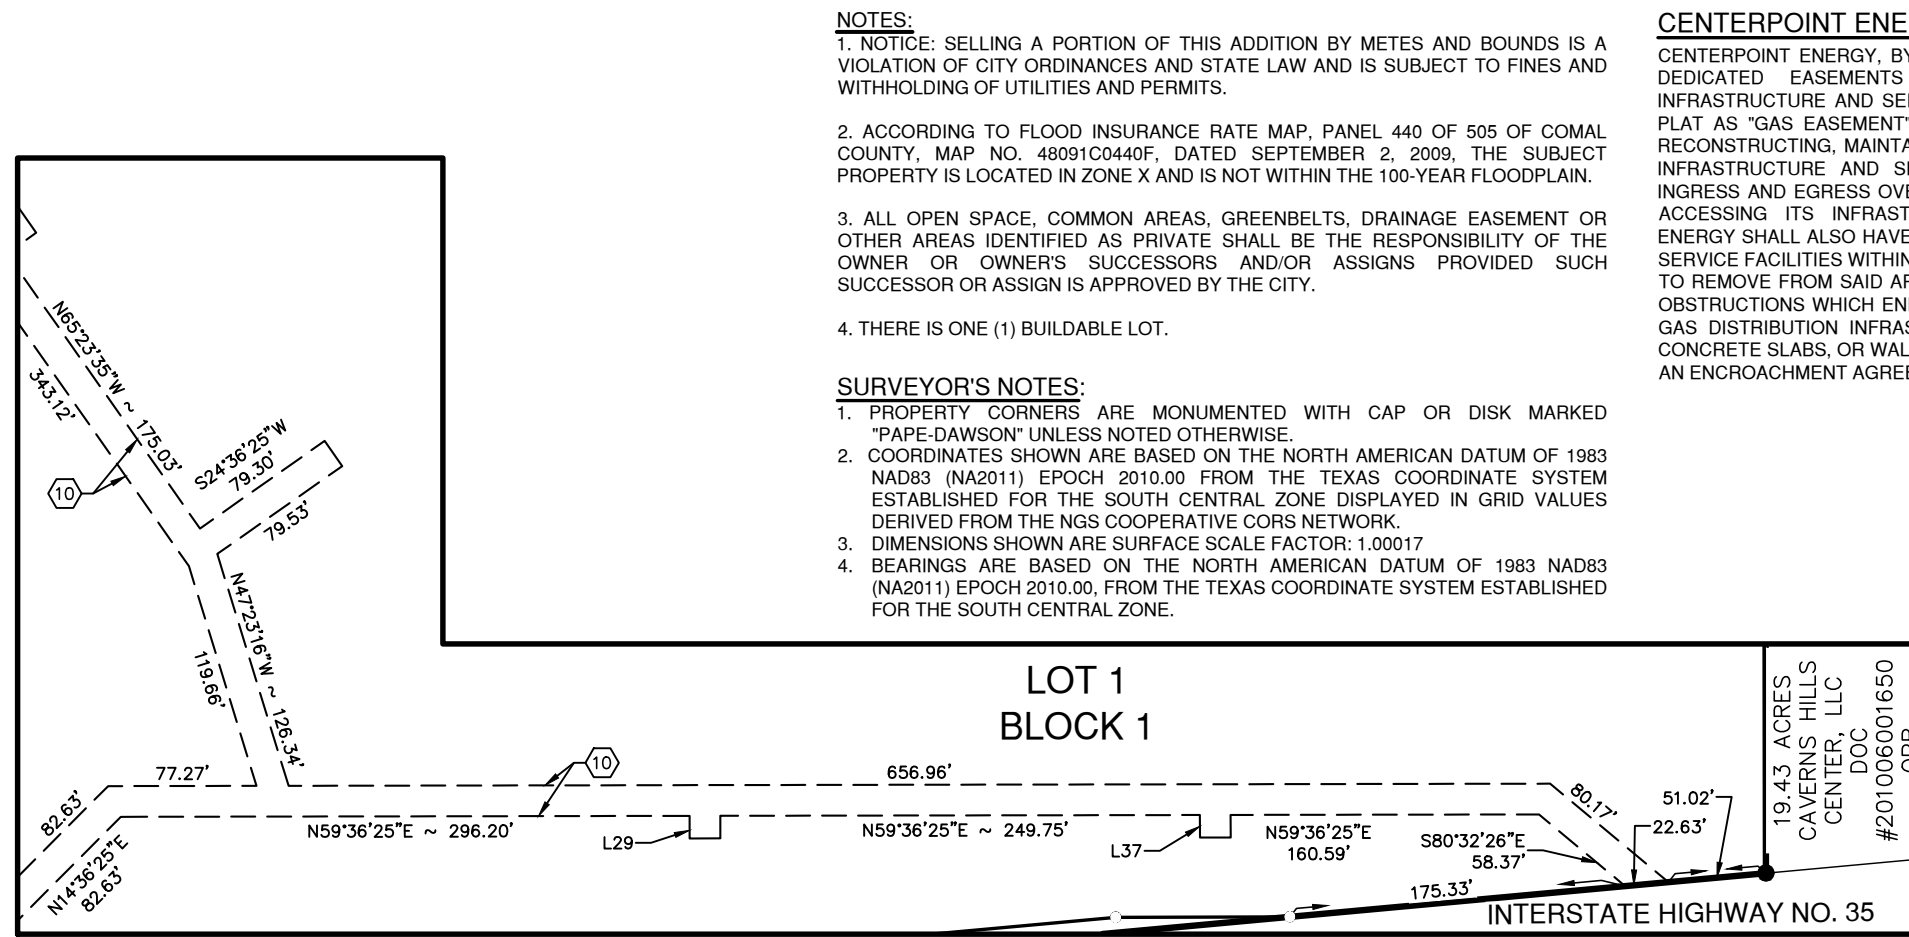 NOTES:
1. NOTICE: SELLING A PORTION OF THIS ADDITION BY METES AND BOUNDS IS A
VIOLATION OF CITY ORDINANCES AND STATE LAW AND IS SUBJECT TO FINES AND
WITHHOLDING OF UTILITIES AND PERMITS.
2. ACCORDING TO FLOOD INSURANCE RATE MAP, PANEL 440 OF 505 OF COMAL
COUNTY, MAP NO. 48091C0440F, DATED SEPTEMBER 2, 2009, THE SUBJECT
PROPERTY IS LOCATED IN ZONE X AND IS NOT WITHIN THE 100-YEAR FLOODPLAIN.
3. ALL OPEN SPACE, COMMON AREAS, GREENBELTS, DRAINAGE EASEMENT OR
OTHER AREAS IDENTIFIED AS PRIVATE SHALL BE THE RESPONSIBILITY OF THE
OWNER OR OWNER'S SUCCESSORS AND/OR ASSIGNS PROVIDED SUCH
SUCCESSOR OR ASSIGN IS APPROVED BY THE CITY.
4. THERE IS ONE (1) BUILDABLE LOT.
SURVEYOR'S NOTES:
1. PROPERTY CORNERS ARE MONUMENTED WITH CAP OR DISK MARKED
"PAPE-DAWSON" UNLESS NOTED OTHERWISE.
2. COORDINATES SHOWN ARE BASED ON THE NORTH AMERICAN DATUM OF 1983
NAD83 (NA2011) EPOCH 2010.00 FROM THE TEXAS COORDINATE SYSTEM
ESTABLISHED FOR THE SOUTH CENTRAL ZONE DISPLAYED IN GRID VALUES
DERIVED FROM THE NGS COOPERATIVE CORS NETWORK.
3. DIMENSIONS SHOWN ARE SURFACE SCALE FACTOR: 1.00017
4. BEARINGS ARE BASED ON THE NORTH AMERICAN DATUM OF 1983 NAD83
(NA2011) EPOCH 2010.00, FROM THE TEXAS COORDINATE SYSTEM ESTABLISHED
FOR THE SOUTH CENTRAL ZONE.
CENTERPOINT ENE
CENTERPOINT ENERGY, BY
DEDICATED EASEMENTS
INFRASTRUCTURE AND SE
PLAT AS "GAS EASEMENT"
RECONSTRUCTING, MAINTA
INFRASTRUCTURE AND S
INGRESS AND EGRESS OVE
ACCESSING ITS INFRAST
ENERGY SHALL ALSO HAVE
SERVICE FACILITIES WITHIN
TO REMOVE FROM SAID A
OBSTRUCTIONS WHICH EN
GAS DISTRIBUTION INFRAS
CONCRETE SLABS, OR WAL
AN ENCROACHMENT AGREE
N65°23'35"W ~ 175.03'
343.12'
10
S24°36'25"W
79.30'
79.53'
N47°23'16"W ~ 126.34'
119.66'
77.27'
82.63'
N14°36'25"E
82.63'
N59°36'25"E ~ 296.20'
10
656.96'
L29
N59°36'25"E ~ 249.75'
L37
N59°36'25"E
160.59'
LOT 1
BLOCK 1
80.17'
S80°32'26"E
58.37'
51.02'
22.63'
175.33'
INTERSTATE HIGHWAY NO. 35
19.43 ACRES
CAVERNS HILLS
CENTER, LLC
DOC
#201006001650
OPR